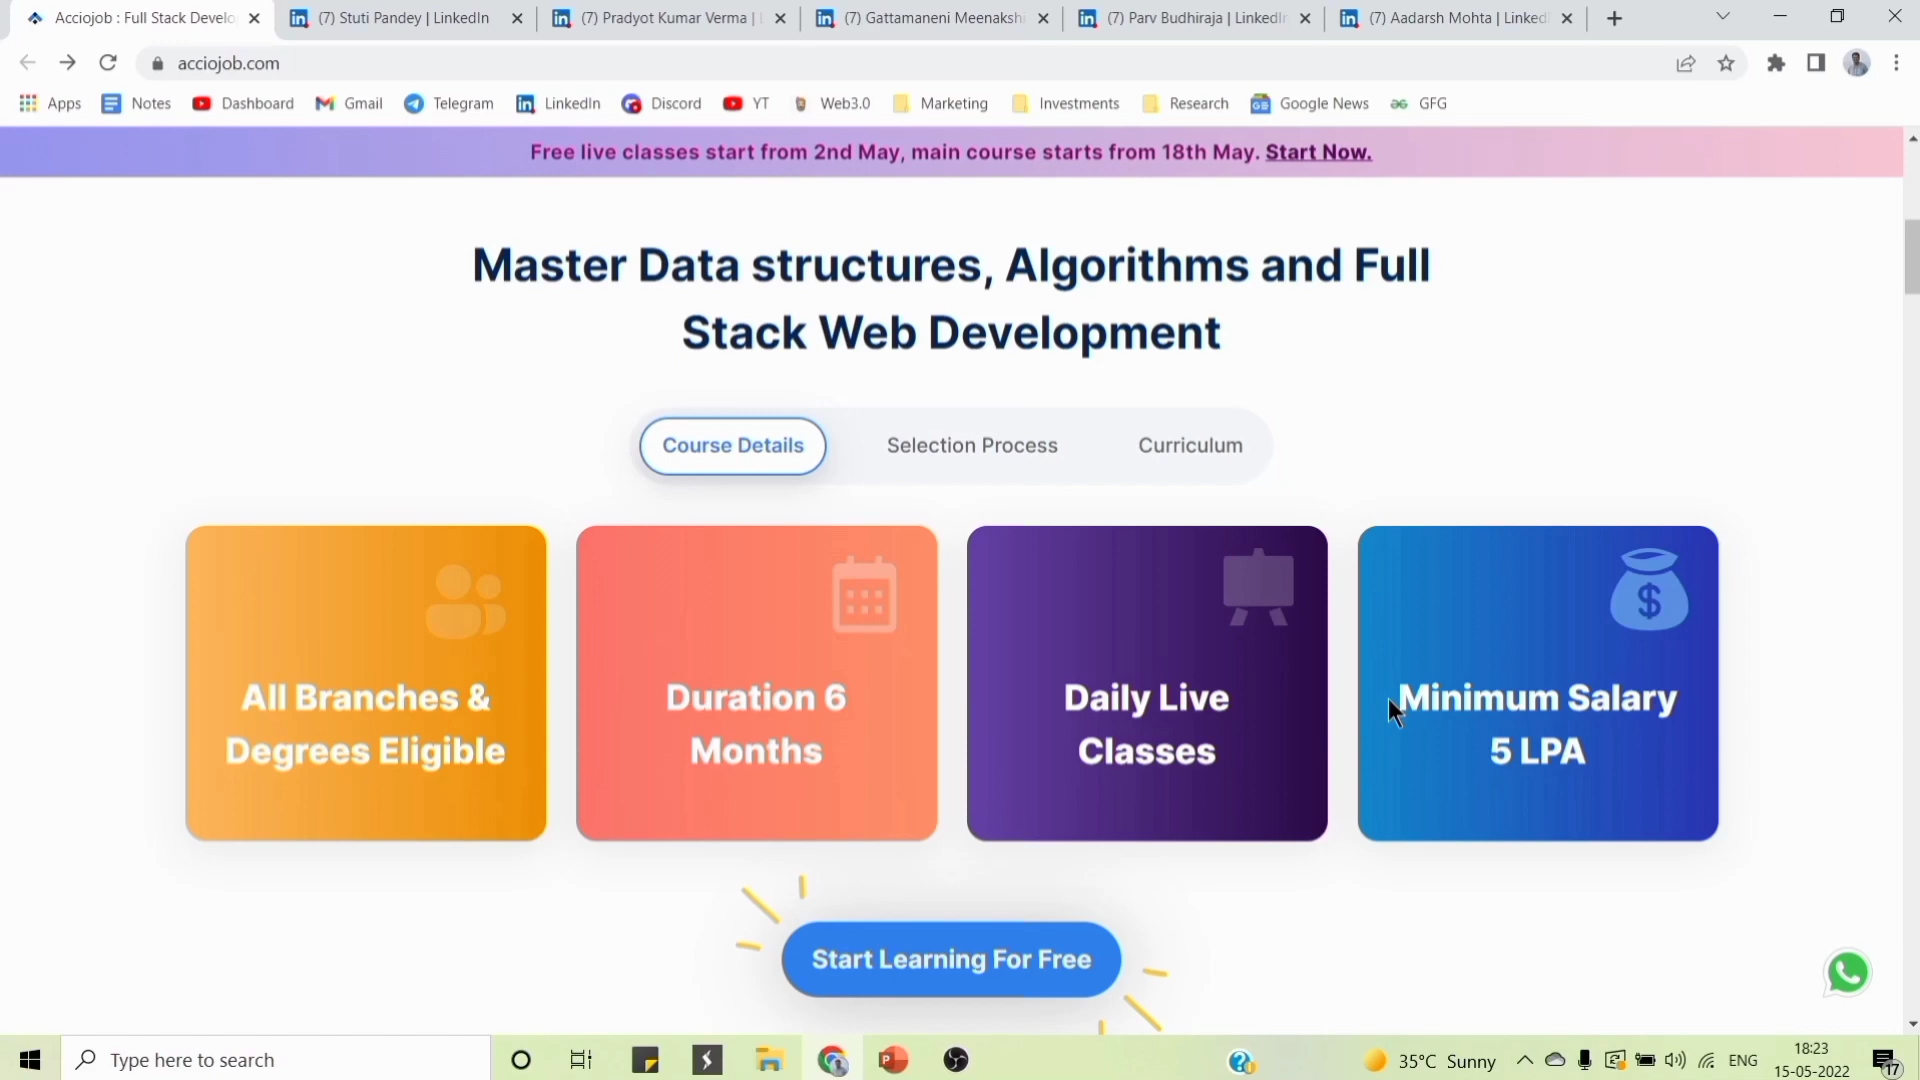 Acciojob : Full Stack Develo
(7) Stuti Pandey | LinkedIn
(7) Pradyot Kumar Verma |
(7) Gattamaneni Meenaksh
(7) Parv Budhiraja | LinkedIn
(7) Aadarsh Mohta | Linked
acciojob.com
Apps Notes Dashboard Gmail Telegram LinkedIn Discord YT Web3.0 Marketing Investments Research Google News GFG
Free live classes start from 2nd May, main course starts from 18th May. Start Now.
Master Data structures, Algorithms and Full
Stack Web Development
Course Details Selection Process Curriculum
All Branches &
Degrees Eligible
Duration 6
Months
Daily Live
Classes
Minimum Salary
5 LPA
Start Learning For Free
Type here to search
35°C Sunny
ENG
18:23
15-05-2022
17